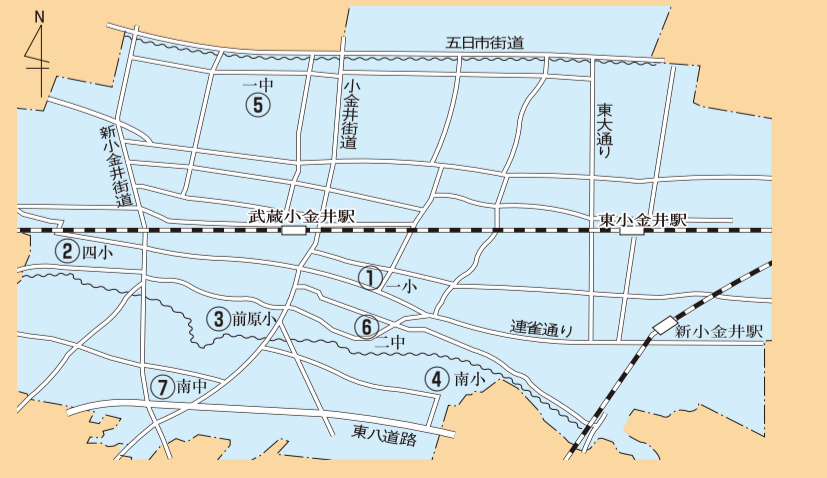 N
五日市街道
一中
⑤
小金井街道
東大通り
新小金井街道
武蔵小金井駅
東小金井駅
②四小
①一小
③前原小
⑥
二中
連雀通り
新小金井駅
④南小
⑦南中
東八道路